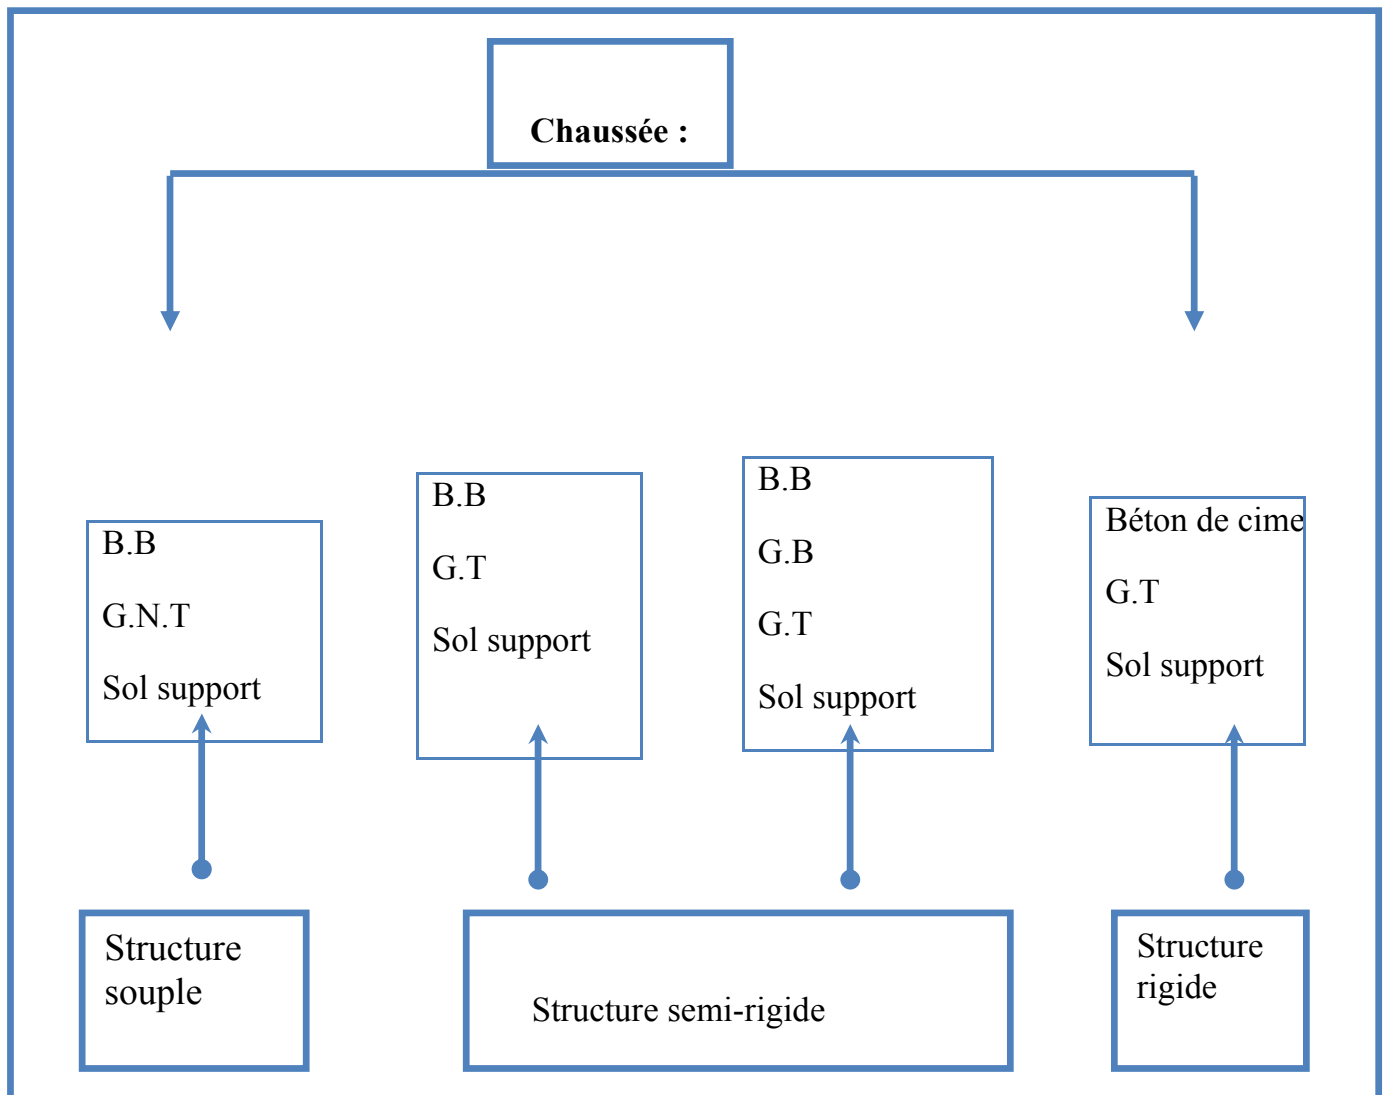 Chaussée :
B.B
G.N.T
Sol support
B.B
G.T
Sol support
B.B
G.B
G.T
Sol support
Béton de cime
G.T
Sol support
Structure
souple
Structure semi-rigide
Structure
rigide